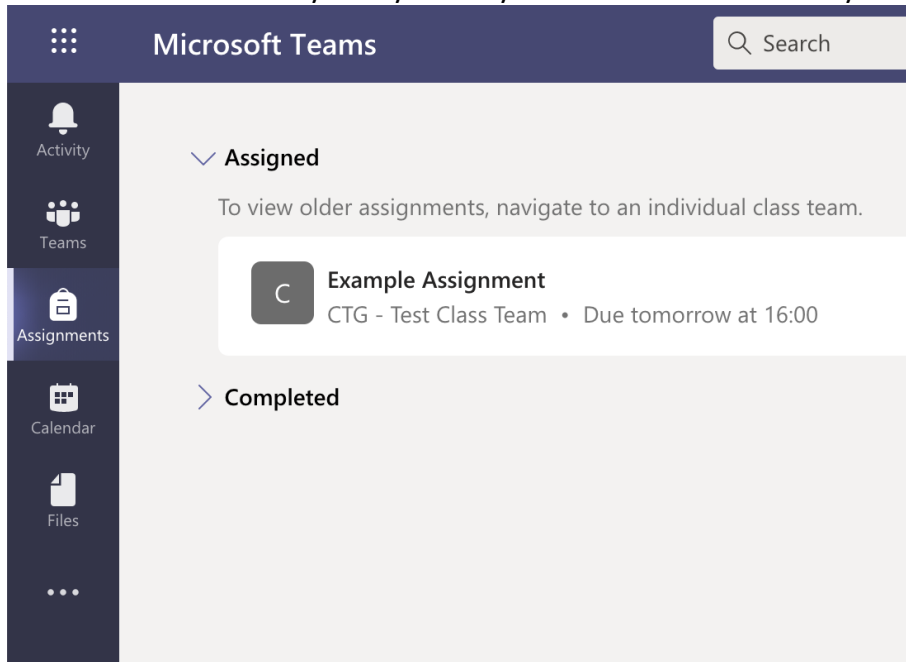 Microsoft Teams
Search
Activity
Teams
Assignments
Calendar
Files
Assigned
To view older assignments, navigate to an individual class team.
C
Example Assignment
CTG - Test Class Team • Due tomorrow at 16:00
Completed